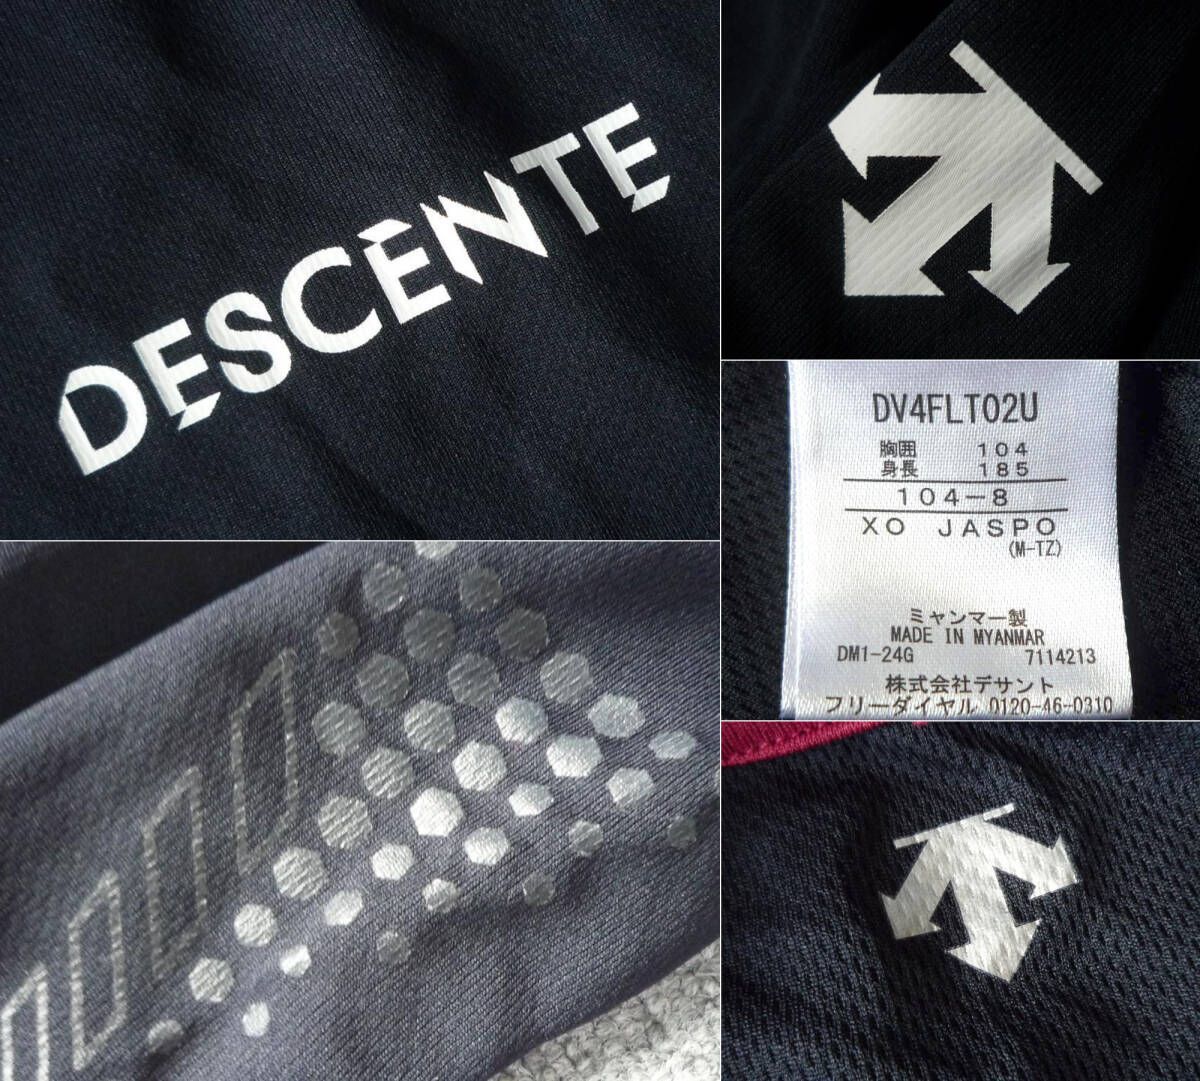 DESCENTE
DV4FLT02U
胸囲 104
身長 185
104-8
XO JASPO
(M-TZ)
ミャンマー製
MADE IN MYANMAR
DM1-24G 7114213
株式会社デサント
フリーダイヤル 0120-46-0310